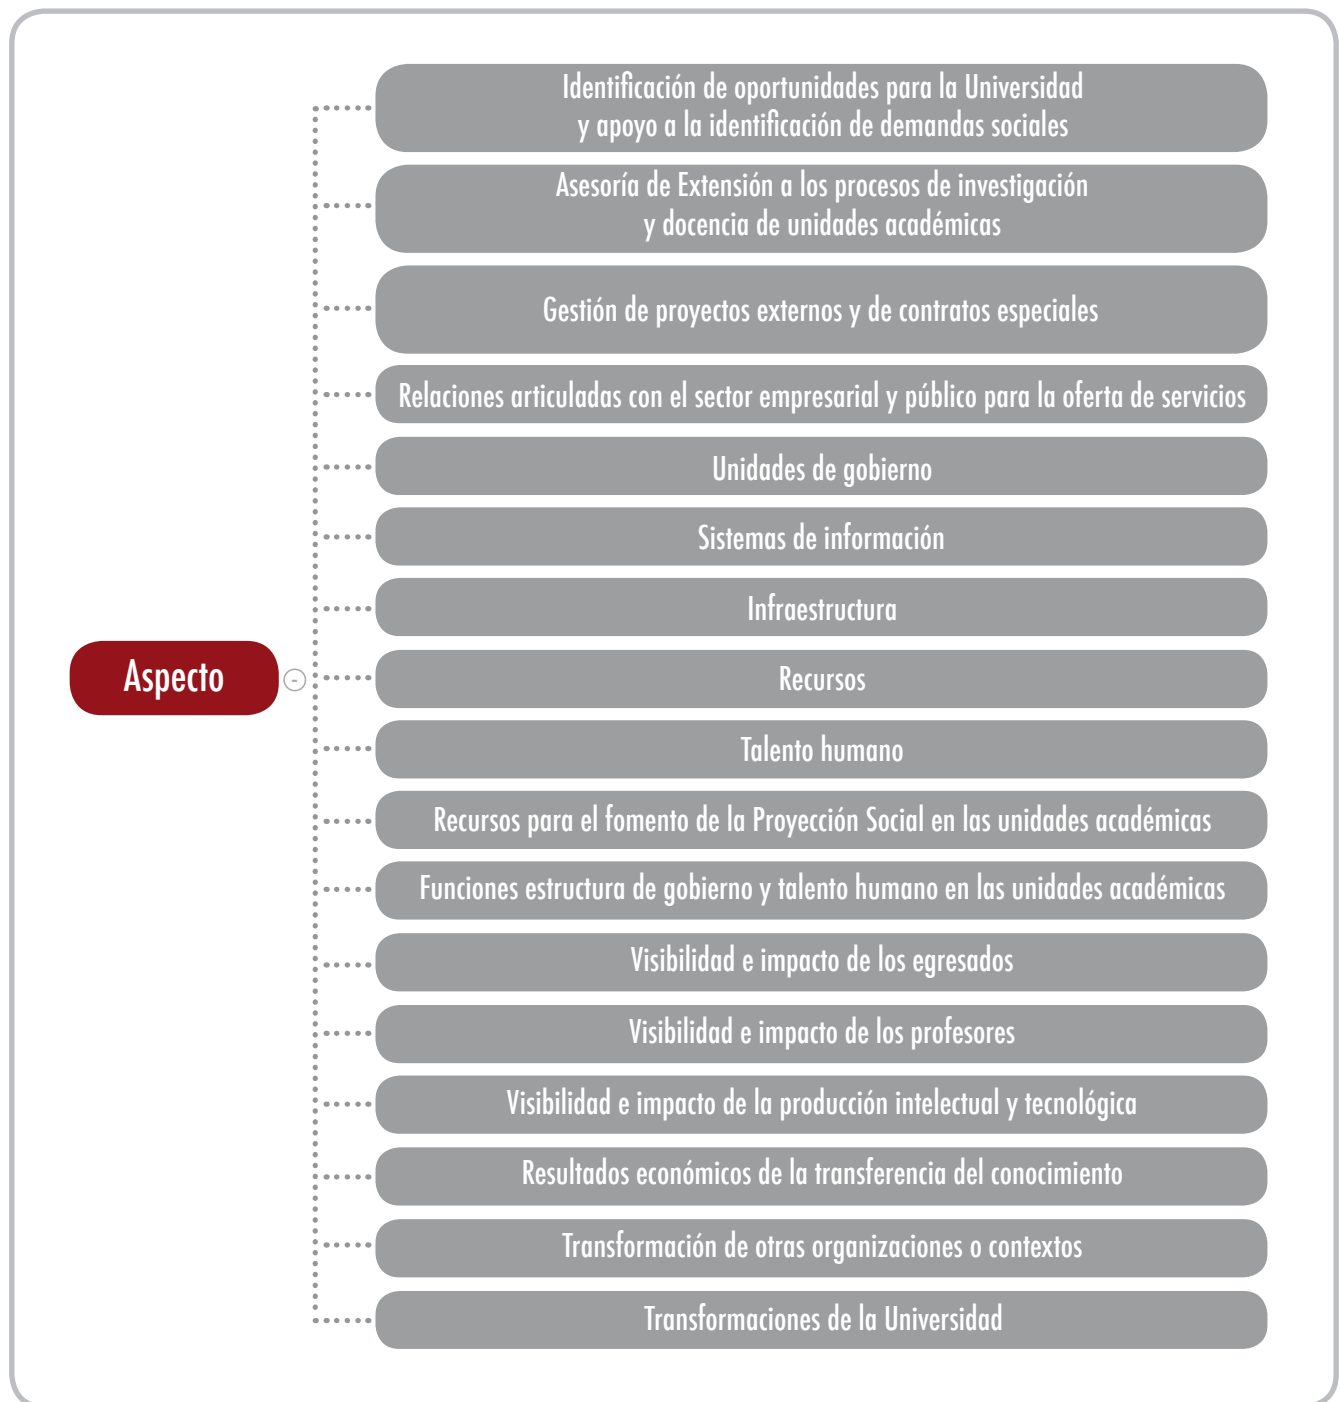 Identificación de oportunidades para la Universidad
y apoyo a la identificación de demandas sociales
Asesoría de Extensión a los procesos de investigación
y docencia de unidades académicas
Gestión de proyectos externos y de contratos especiales
Relaciones articuladas con el sector empresarial y público para la oferta de servicios
Unidades de gobierno
Sistemas de información
Infraestructura
Aspecto
-
Recursos
Talento humano
Recursos para el fomento de la Proyección Social en las unidades académicas
Funciones estructura de gobierno y talento humano en las unidades académicas
Visibilidad e impacto de los egresados
Visibilidad e impacto de los profesores
Visibilidad e impacto de la producción intelectual y tecnológica
Resultados económicos de la transferencia del conocimiento
Transformación de otras organizaciones o contextos
Transformaciones de la Universidad